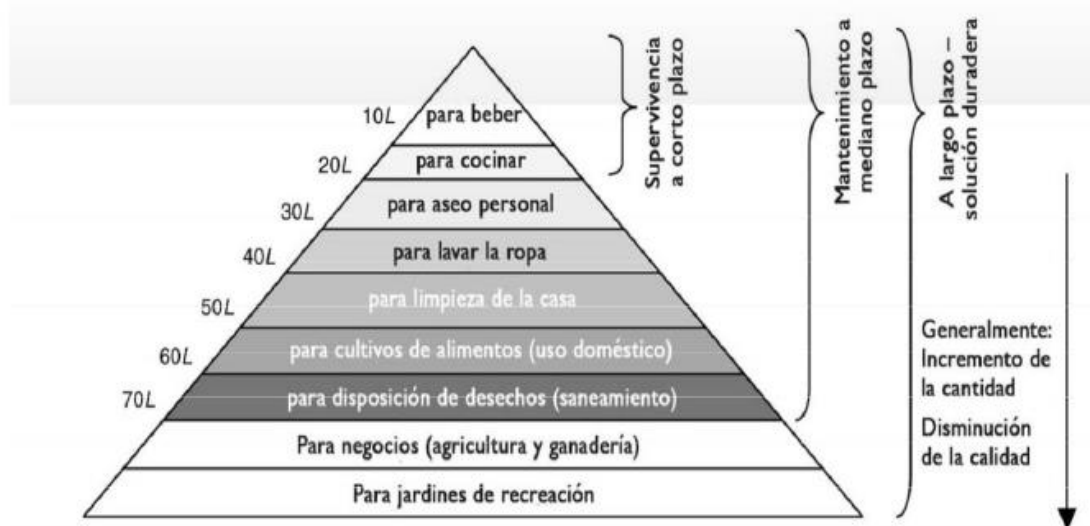 10L
para beber
20L
para cocinar
30L
para aseo personal
40L
para lavar la ropa
50L
para limpieza de la casa
60L
para cultivos de alimentos (uso doméstico)
70L
para disposición de desechos (saneamiento)
Para negocios (agricultura y ganadería)
Para jardines de recreación
Supervivencia
a corto plazo
Mantenimiento a
mediano plazo
A largo plazo –
solución duradera
Generalmente:
Incremento de
la cantidad
Disminución
de la calidad